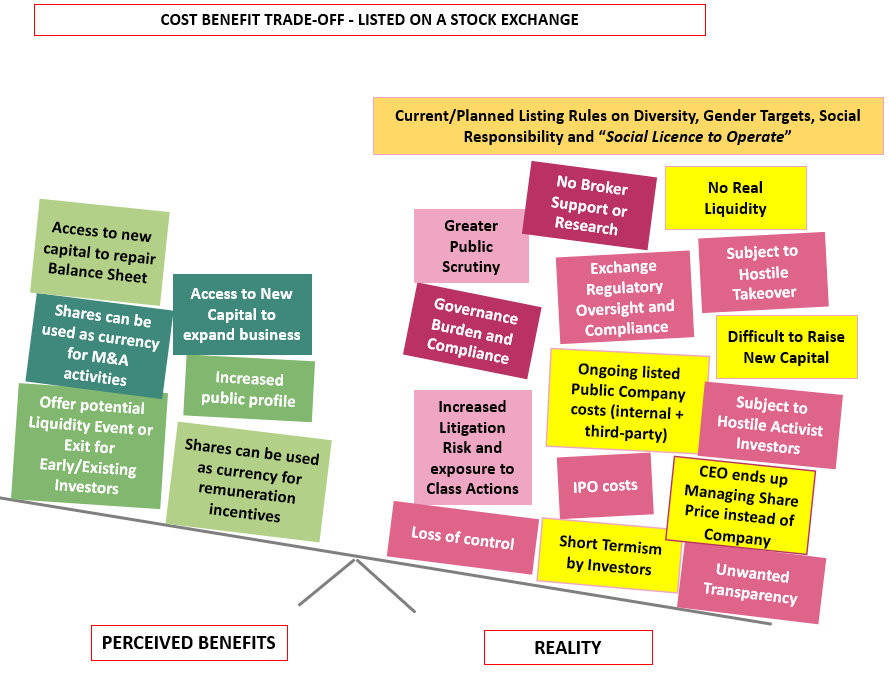 COST BENEFIT TRADE-OFF - LISTED ON A STOCK EXCHANGE
Current/Planned Listing Rules on Diversity, Gender Targets, Social
Responsibility and “Social Licence to Operate”
Access to new
capital to repair
Balance Sheet
Shares can be
used as currency
for M&A
activities
Offer potential
Liquidity Event or
Exit for
Early/Existing
Investors
Access to New
Capital to
expand business
Increased
public profile
Shares can be used
as currency for
remuneration
incentives
Greater
Public
Scrutiny
Governance
Burden and
Compliance
Increased
Litigation
Risk and
exposure to
Class Actions
Loss of control
No Broker
Support or
Research
Exchange
Regulatory
Oversight and
Compliance
Ongoing listed
Public Company
costs (internal +
third-party)
IPO costs
Short Termism
by Investors
No Real
Liquidity
Subject to
Hostile
Takeover
Difficult to Raise
New Capital
Subject to
Hostile Activist
Investors
CEO ends up
Managing Share
Price instead of
Company
Unwanted
Transparency
PERCEIVED BENEFITS
REALITY